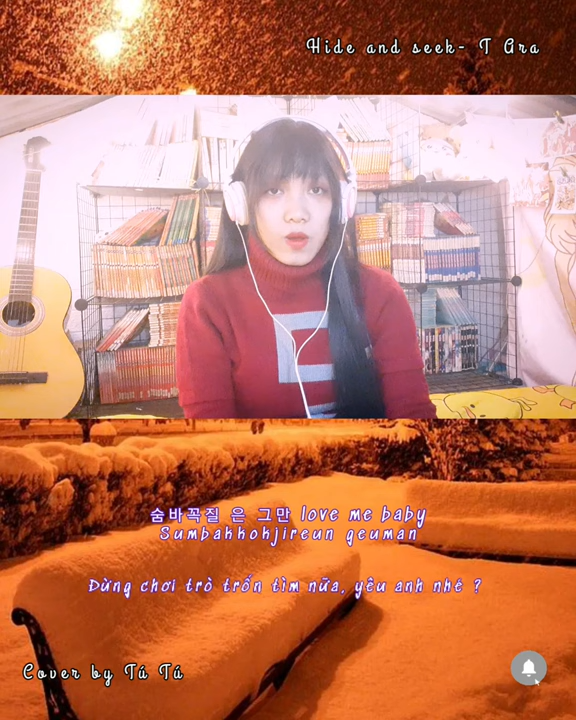 Hide and seek- T Ara
숨바꼭질 은 그만 love me baby
Sumbakkokjireun geuman
Đừng chơi trò trốn tìm nữa, yêu anh nhé ?
Cover by Tú Tú